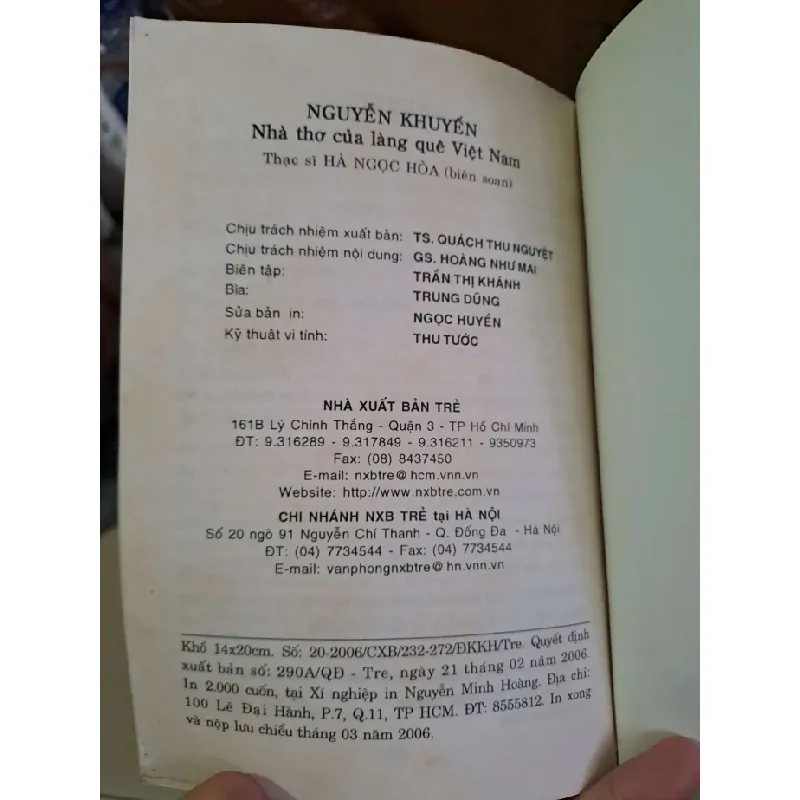 NGUYỄN KHUYẾN
Nhà thơ của làng quê Việt Nam
Thạc sĩ HÀ NGỌC HÒA (biên soạn)
Chịu trách nhiệm xuất bản: TS. QUÁCH THU NGUYỆT
Chịu trách nhiệm nội dung: GS. HOÀNG NHƯ MAI
Biên tập: TRẦN THỊ KHÁNH
Bìa: TRUNG DŨNG
Sửa bản in: NGỌC HUYỀN
Kỹ thuật vi tính: THU TƯỚC
NHÀ XUẤT BẢN TRẺ
161B Lý Chính Thắng - Quận 3 - TP Hồ Chí Minh
ĐT: 9.316289 - 9.317849 - 9.316211 - 9350973
Fax: (08) 8437450
E-mail: nxbtre@hcm.vnn.vn
Website: http://www.nxbtre.com.vn
CHI NHÁNH NXB TRẺ tại HÀ NỘI
Số 20 ngõ 91 Nguyễn Chí Thanh - Q. Đống Đa - Hà Nội
ĐT: (04) 7734544 - Fax: (04) 7734544
E-mail: vanphongnxbtre@hn.vnn.vn
Khổ 14x20cm. Số: 20-2006/CXB/232-272/ĐKKH/Tre. Quyết định
xuất bản số: 290A/QĐ - Tre, ngày 21 tháng 02 năm 2006.
In 2.000 cuốn, tại Xí nghiệp in Nguyễn Minh Hoàng. Địa chỉ:
100 Lê Đại Hành, P.7, Q.11, TP HCM. ĐT: 8555812. In xong
và nộp lưu chiểu tháng 03 năm 2006.